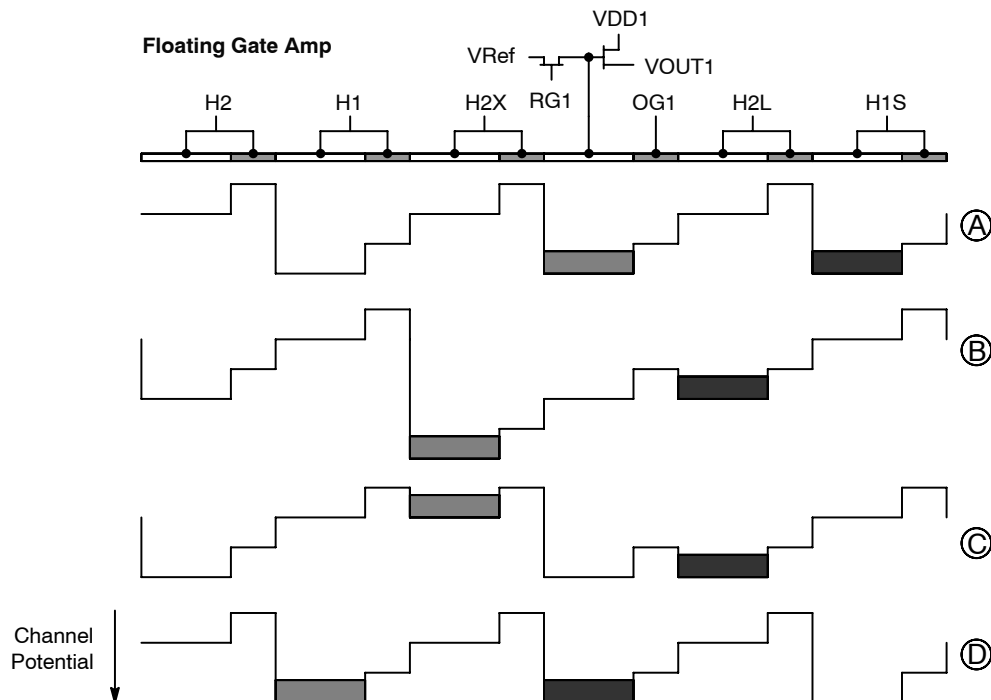 VDD1
Floating Gate Amp
VRef
VOUT1
RG1
H2
H1
H2X
OG1
H2L
H1S
A
B
C
Channel
Potential
D